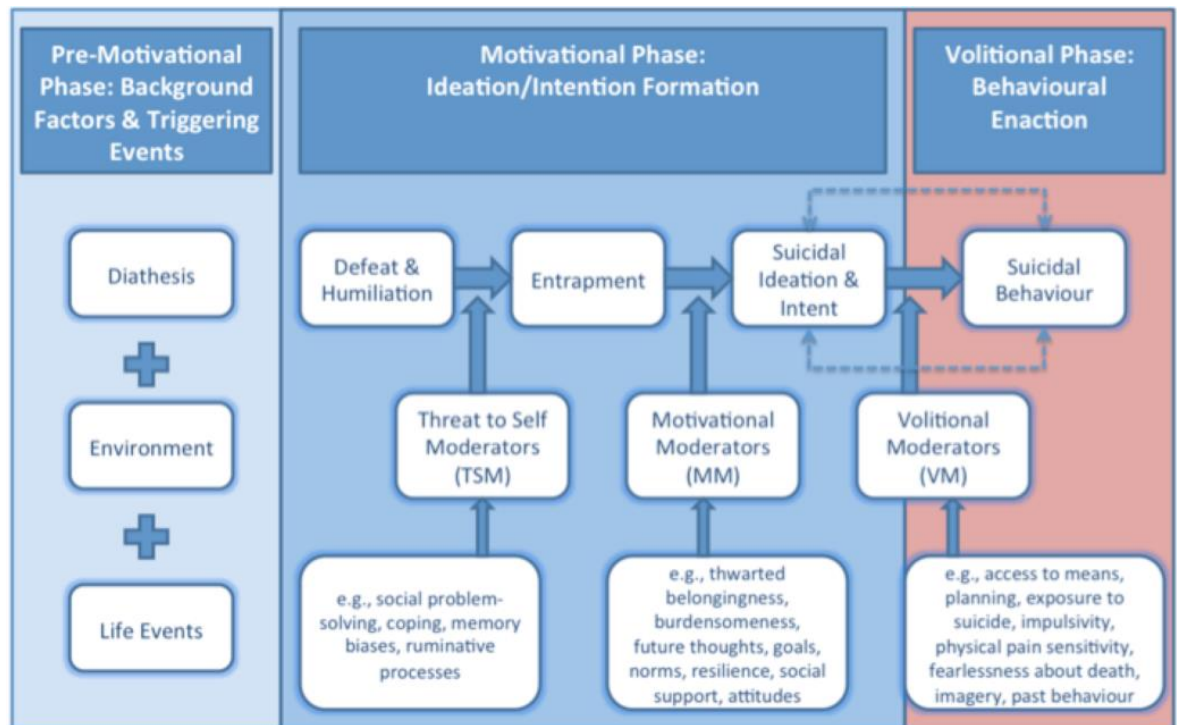 Pre-Motivational
Phase: Background
Factors & Triggering
Events
Motivational Phase:
Ideation/Intention Formation
Volitional Phase:
Behavioural
Enaction
Diathesis
Environment
Life Events
Defeat &
Humiliation
Entrapment
Suicidal
Ideation &
Intent
Suicidal
Behaviour
Threat to Self
Moderators
(TSM)
Motivational
Moderators
(MM)
Volitional
Moderators
(VM)
e.g., social problem-
solving, coping, memory
biases, ruminative
processes
e.g., thwarted
belongingness,
burdensomeness,
future thoughts, goals,
norms, resilience, social
support, attitudes
e.g., access to means,
planning, exposure to
suicide, impulsivity,
physical pain sensitivity,
fearlessness about death,
imagery, past behaviour